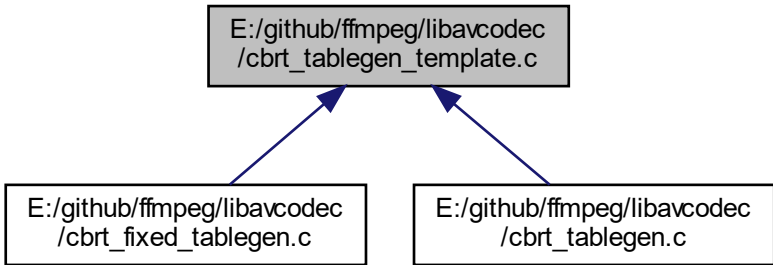 E:/github/ffmpeg/libavcodec
/cbrt_tablegen_template.c
E:/github/ffmpeg/libavcodec
/cbrt_fixed_tablegen.c
E:/github/ffmpeg/libavcodec
/cbrt_tablegen.c